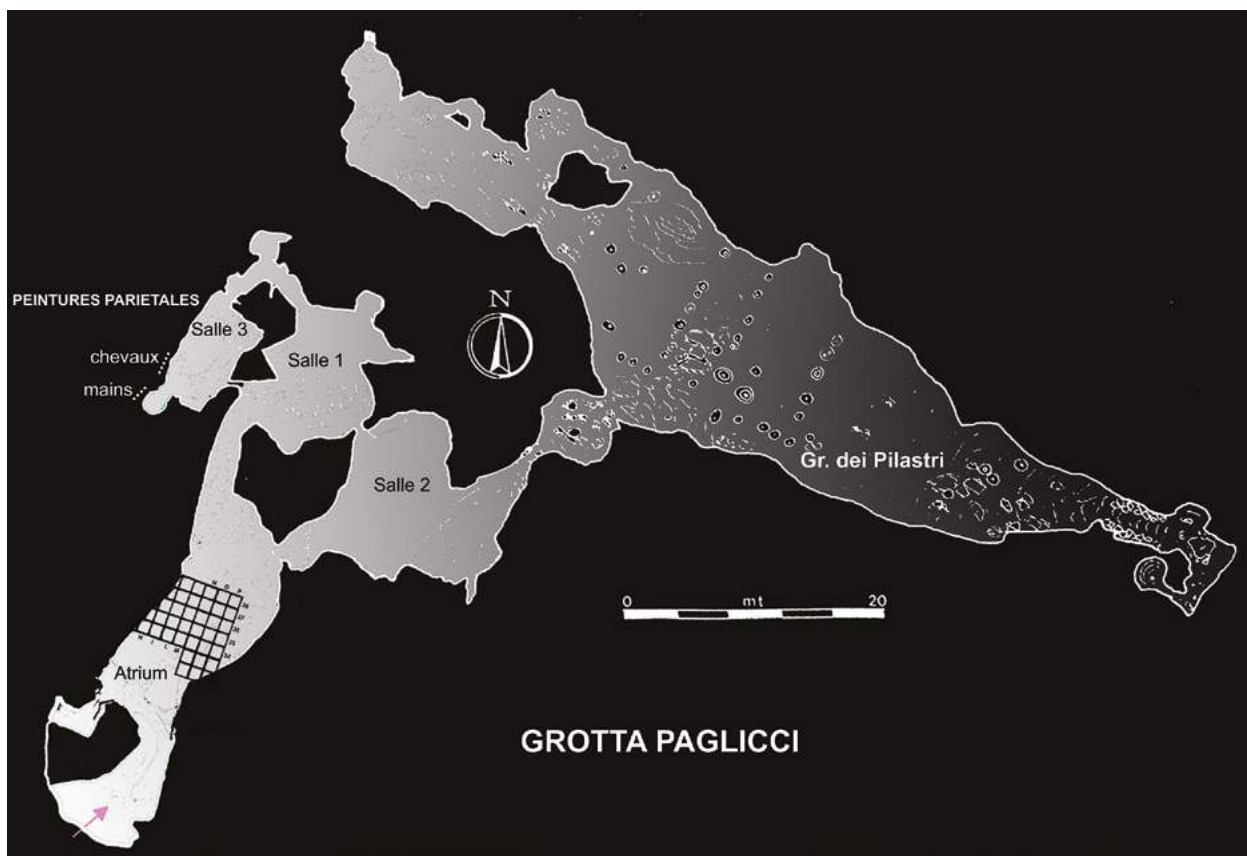 N
PEINTURES PARIETALES
Salle 3
Salle 1
chevaux
mains
Gr. dei Pilastri
Salle 2
0 mt 20
Atrium
GROTTA PAGLICCI